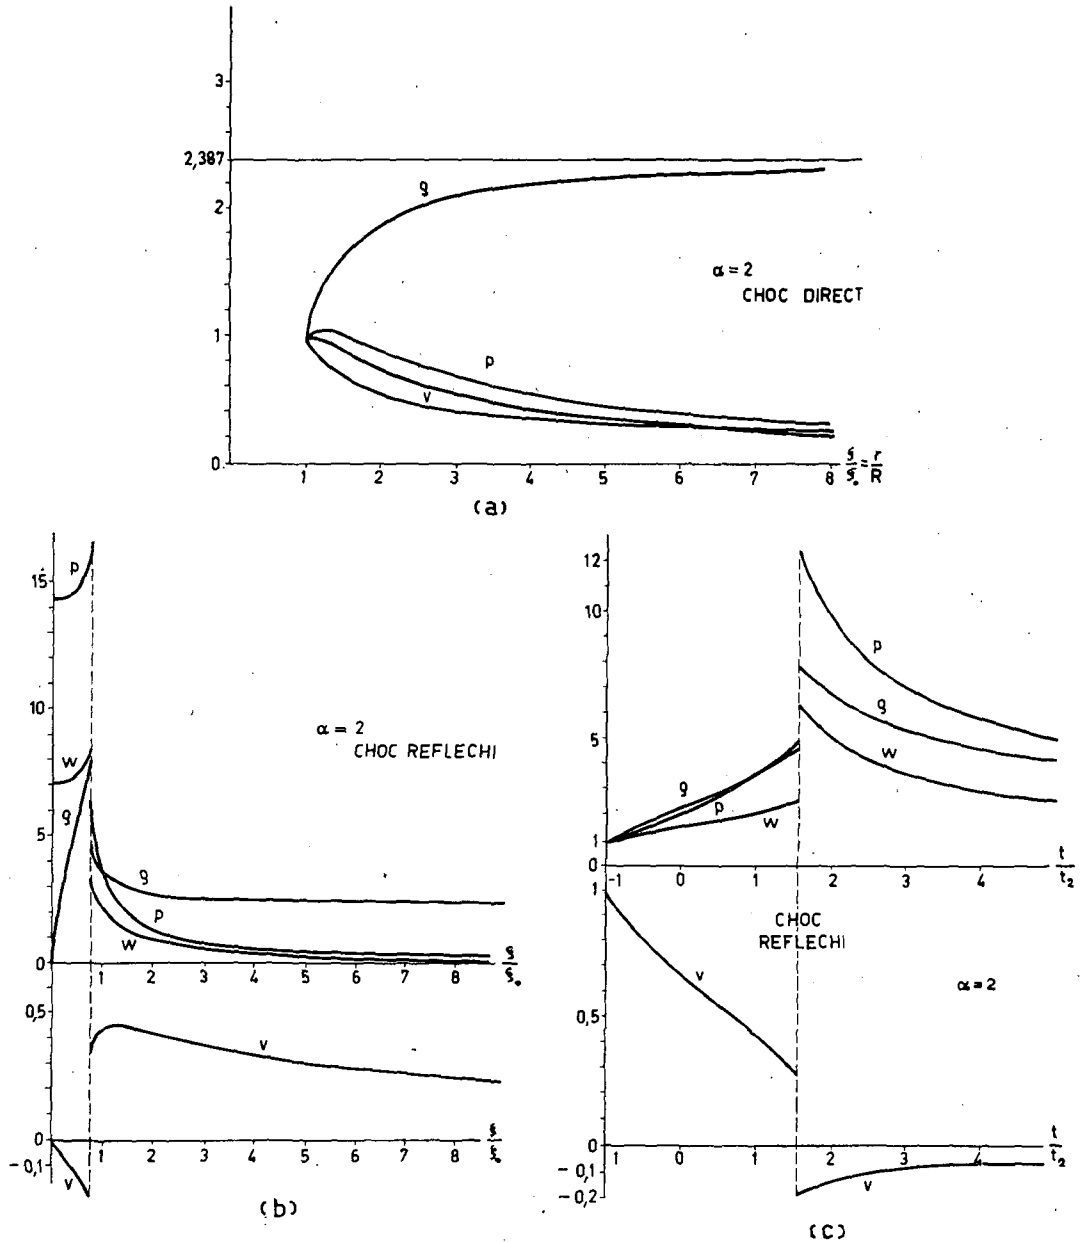 3
2,387
2
ρ
α = 2
CHOC DIRECT
1
p
v
0
1 2 3 4 5 6 7 8
ξ/ξ₀ = r/R
(a)
p
15
10
α = 2
CHOC REFLECHI
w
ρ
5
ρ
p
w
0
1 2 3 4 5 6 7 8
ξ/ξ₀
0,5
v
0
1 2 3 4 5 6 7 8
ξ/ξ₀
-0,1
v
(b)
12
10
p
ρ
5
w
ρ
p
w
1
0
-1 0 1 2 3 4
t/t₂
1
CHOC
REFLECHI
v
α = 2
0,5
0
-1 0 1 2 3 4
t/t₂
-0,1
-0,2
v
(c)